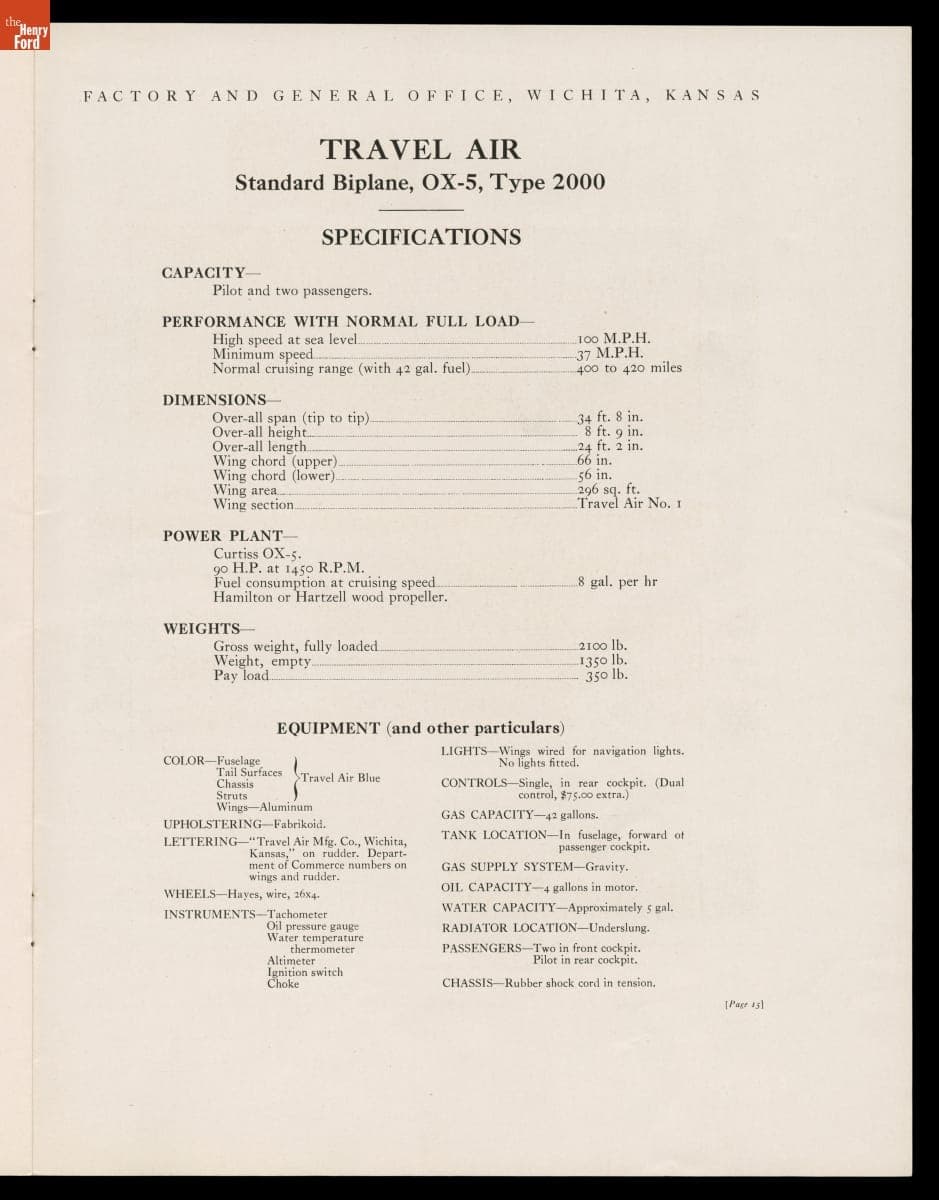 the
Henry
Ford
FACTORY AND GENERAL OFFICE, WICHITA, KANSAS
TRAVEL AIR
Standard Biplane, OX-5, Type 2000
SPECIFICATIONS
CAPACITY—
Pilot and two passengers.
PERFORMANCE WITH NORMAL FULL LOAD—
High speed at sea level 100 M.P.H.
Minimum speed 37 M.P.H.
Normal cruising range (with 42 gal. fuel) 400 to 420 miles
DIMENSIONS—
Over-all span (tip to tip) 34 ft. 8 in.
Over-all height 8 ft. 9 in.
Over-all length 24 ft. 2 in.
Wing chord (upper) 66 in.
Wing chord (lower) 56 in.
Wing area 296 sq. ft.
Wing section Travel Air No. 1
POWER PLANT—
Curtiss OX-5.
90 H.P. at 1450 R.P.M.
Fuel consumption at cruising speed 8 gal. per hr
Hamilton or Hartzell wood propeller.
WEIGHTS—
Gross weight, fully loaded 2100 lb.
Weight, empty 1350 lb.
Pay load 350 lb.
EQUIPMENT (and other particulars)
COLOR—Fuselage
Tail Surfaces
Chassis
Struts
Travel Air Blue
Wings—Aluminum
UPHOLSTERING—Fabrikoid.
LETTERING—"Travel Air Mfg. Co., Wichita,
Kansas," on rudder. Depart-
ment of Commerce numbers on
wings and rudder.
WHEELS—Hayes, wire, 26x4.
INSTRUMENTS—Tachometer
Oil pressure gauge
Water temperature
thermometer
Altimeter
Ignition switch
Choke
LIGHTS—Wings wired for navigation lights.
No lights fitted.
CONTROLS—Single, in rear cockpit. (Dual
control, $75.00 extra.)
GAS CAPACITY—42 gallons.
TANK LOCATION—In fuselage, forward of
passenger cockpit.
GAS SUPPLY SYSTEM—Gravity.
OIL CAPACITY—4 gallons in motor.
WATER CAPACITY—Approximately 5 gal.
RADIATOR LOCATION—Underslung.
PASSENGERS—Two in front cockpit.
Pilot in rear cockpit.
CHASSIS—Rubber shock cord in tension.
[Page 15]